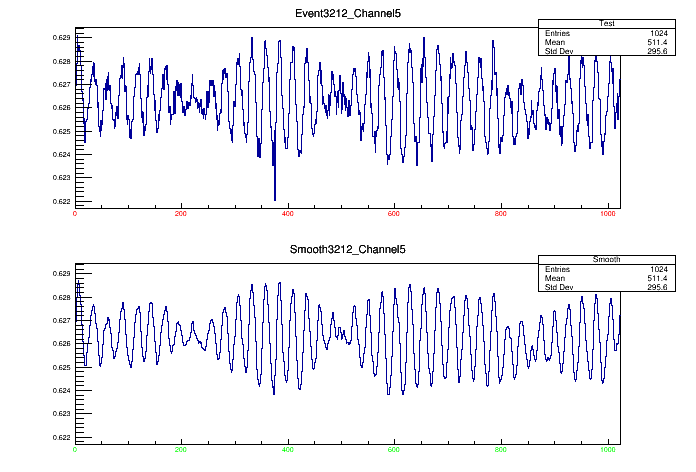 Event3212_Channel5
Test
Entries 1024
Mean 511.4
Std Dev 295.6
0.629
0.628
0.627
0.626
0.625
0.624
0.623
0.622
0 200 400 600 800 1000
Smooth3212_Channel5
Smooth
Entries 1024
Mean 511.4
Std Dev 295.6
0.629
0.628
0.627
0.626
0.625
0.624
0.623
0.622
0 200 400 600 800 1000